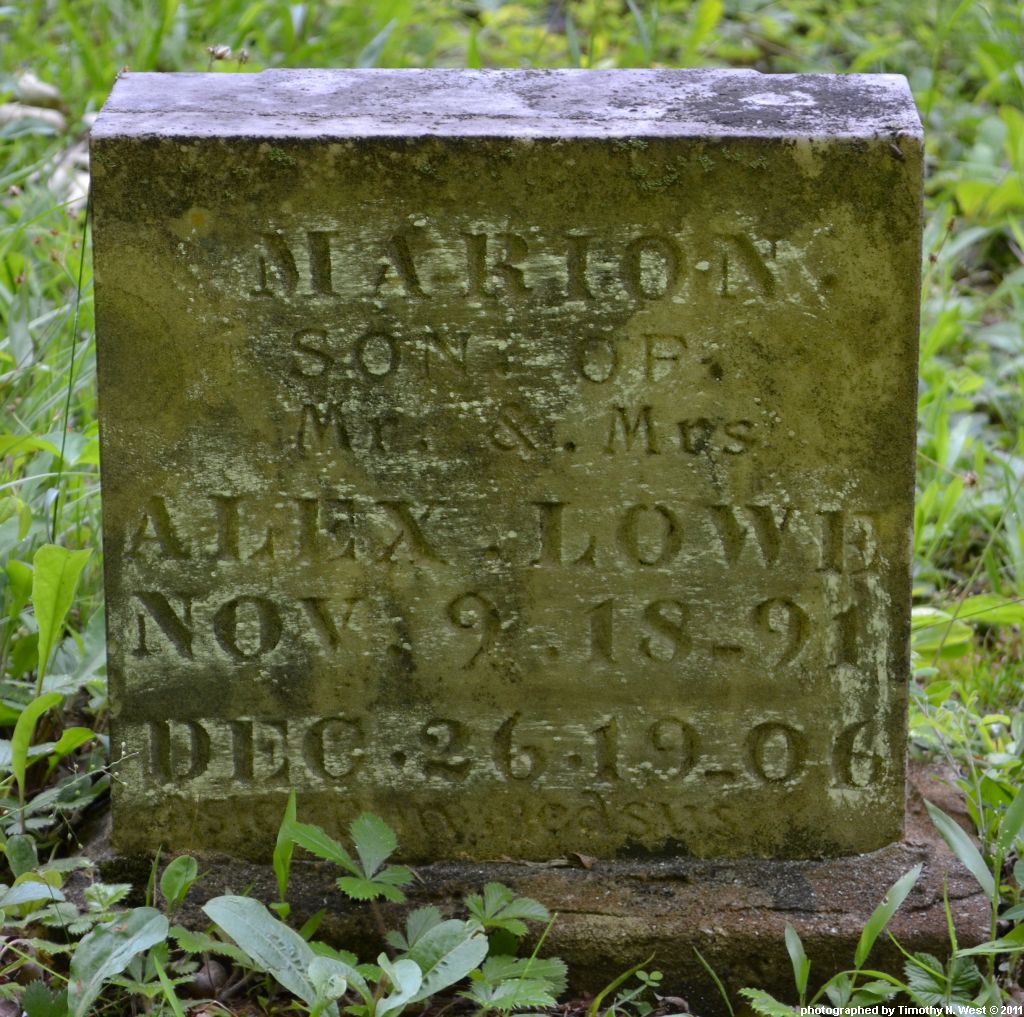 MARION
SON OF
Mr. & Mrs
ALEX. LOWE
NOV. 9. 18-91
DEC. 26. 19-06
photographed by Timothy N. West © 2011